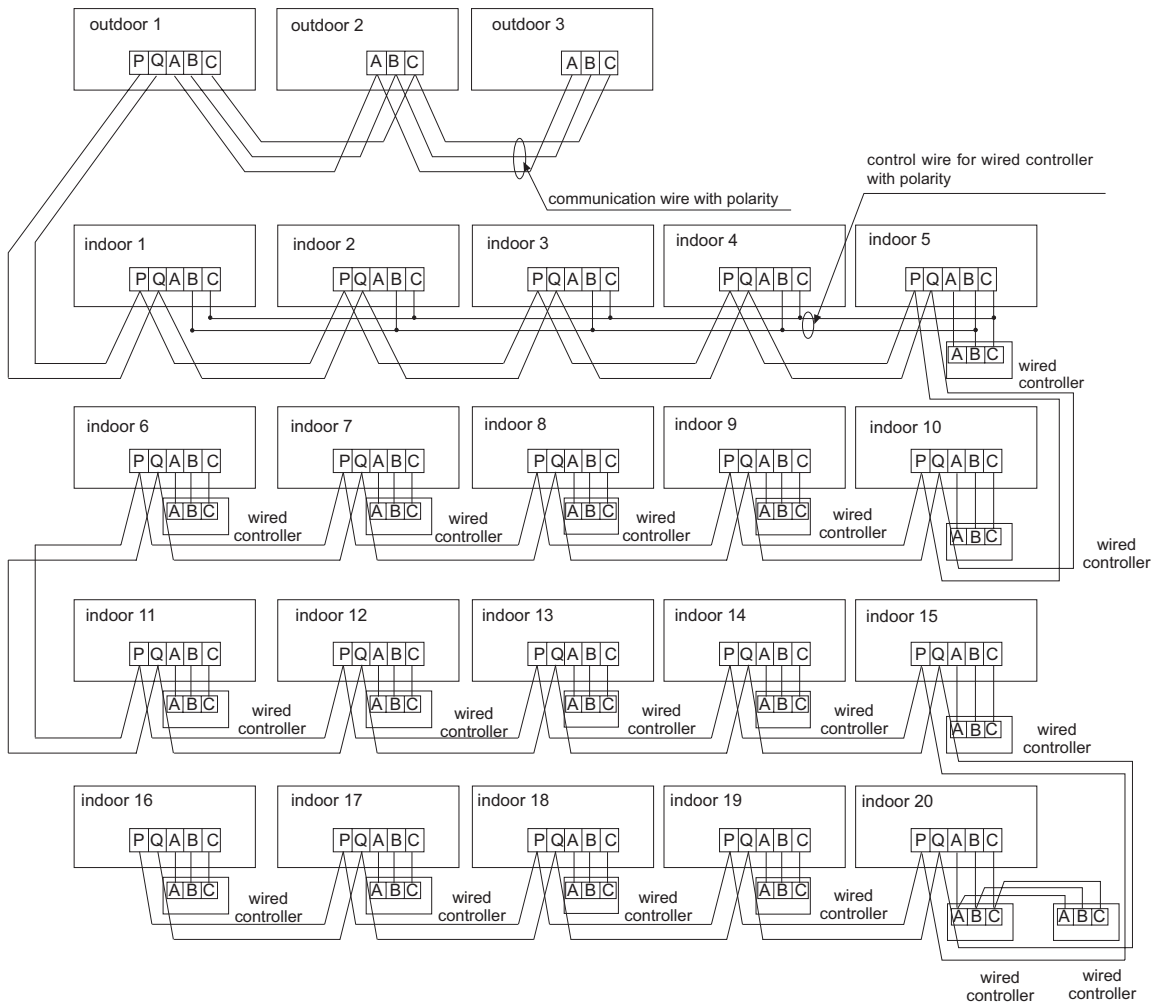 outdoor 1
outdoor 2
outdoor 3
P Q A B C
A B C
A B C
control wire for wired controller
with polarity
communication wire with polarity
indoor 1
indoor 2
indoor 3
indoor 4
indoor 5
P Q A B C
P Q A B C
P Q A B C
P Q A B C
P Q A B C
A B C
wired
controller
indoor 6
indoor 7
indoor 8
indoor 9
indoor 10
P Q A B C
P Q A B C
P Q A B C
P Q A B C
P Q A B C
A B C
wired
controller
A B C
wired
controller
A B C
wired
controller
A B C
wired
controller
A B C
wired
controller
indoor 11
indoor 12
indoor 13
indoor 14
indoor 15
P Q A B C
P Q A B C
P Q A B C
P Q A B C
P Q A B C
A B C
wired
controller
A B C
wired
controller
A B C
wired
controller
A B C
wired
controller
A B C
wired
controller
indoor 16
indoor 17
indoor 18
indoor 19
indoor 20
P Q A B C
P Q A B C
P Q A B C
P Q A B C
P Q A B C
A B C
wired
controller
A B C
wired
controller
A B C
wired
controller
A B C
wired
controller
A B C
A B C
wired
controller
wired
controller